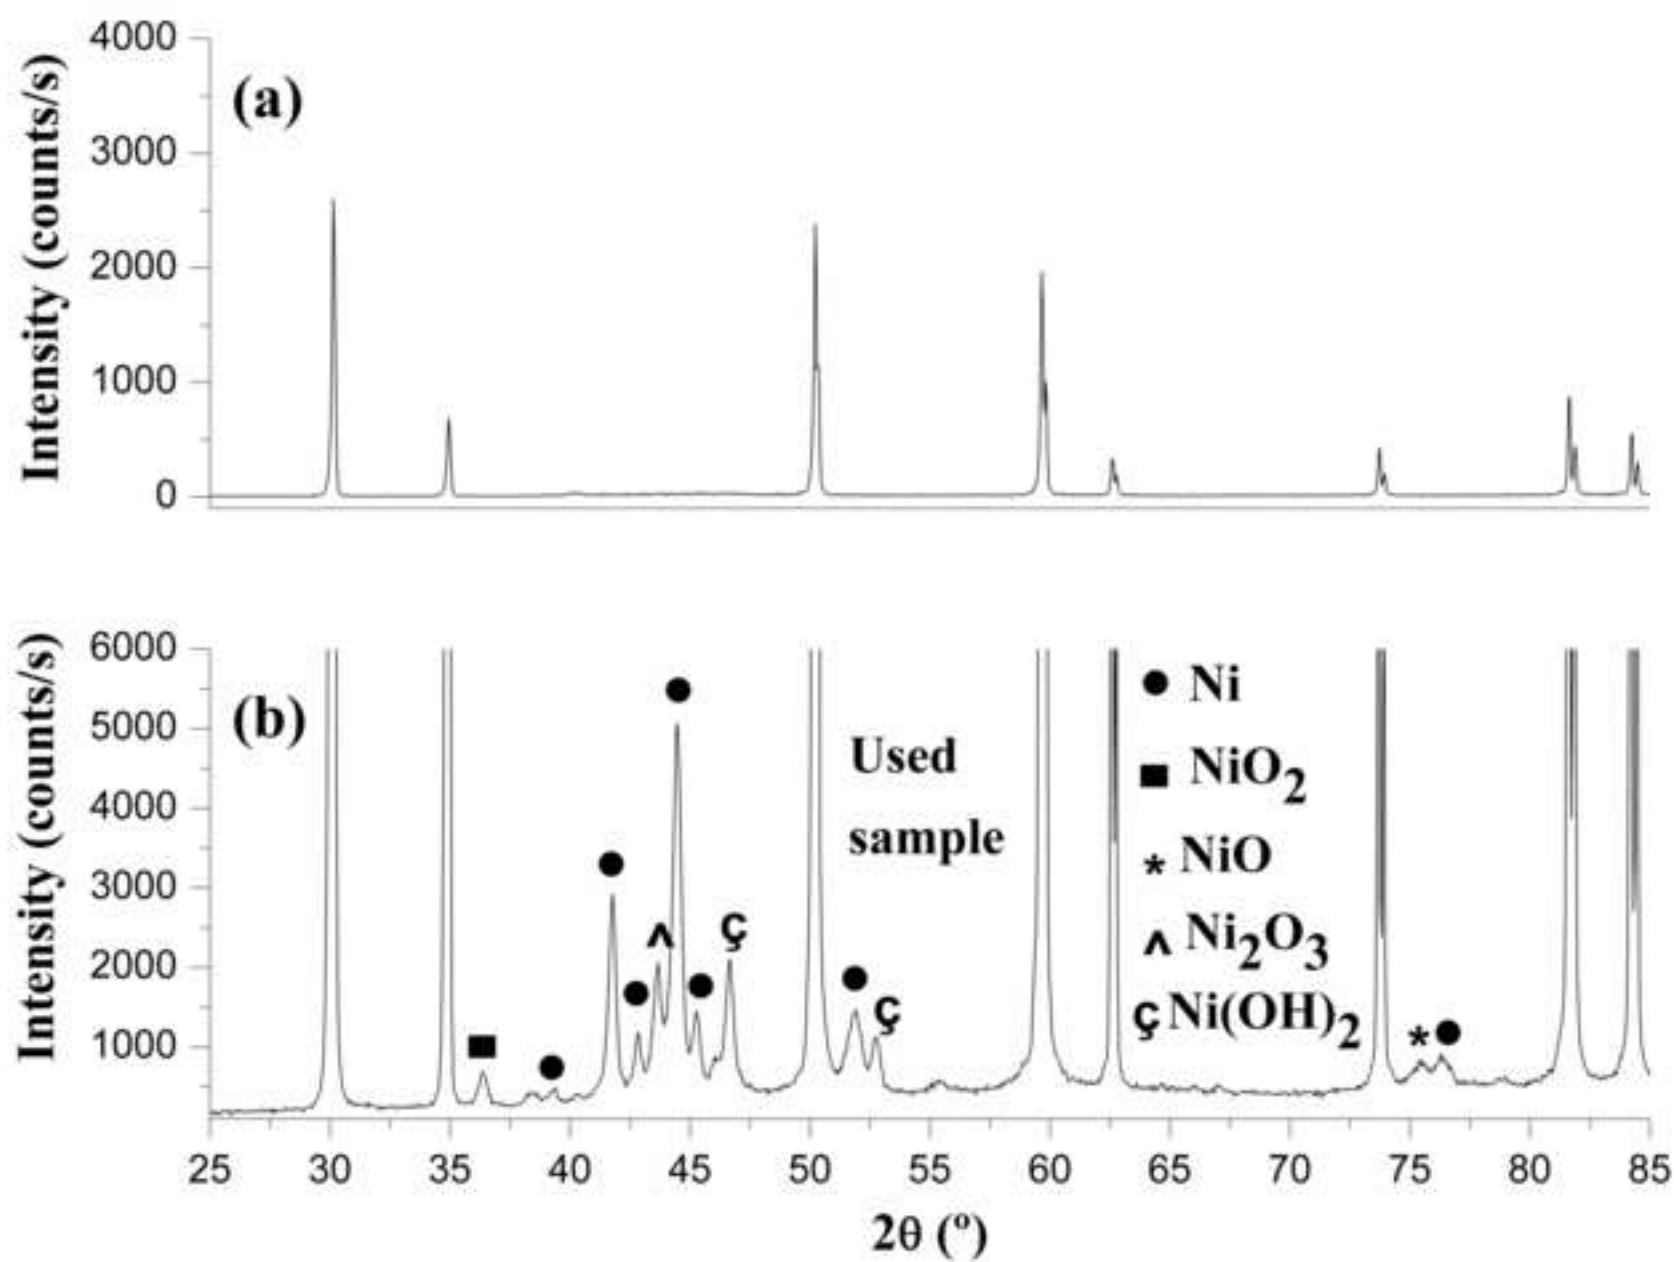 4000
3000
2000
1000
0
Intensity (counts/s)
(a)
6000
5000
4000
3000
2000
1000
Intensity (counts/s)
(b)
Used
sample
● Ni
■ NiO₂
* NiO
^ Ni₂O₃
ç Ni(OH)₂
● ● ^ ● ● ç ● ç ■ ● * ●
25 30 35 40 45 50 55 60 65 70 75 80 85
2θ (º)